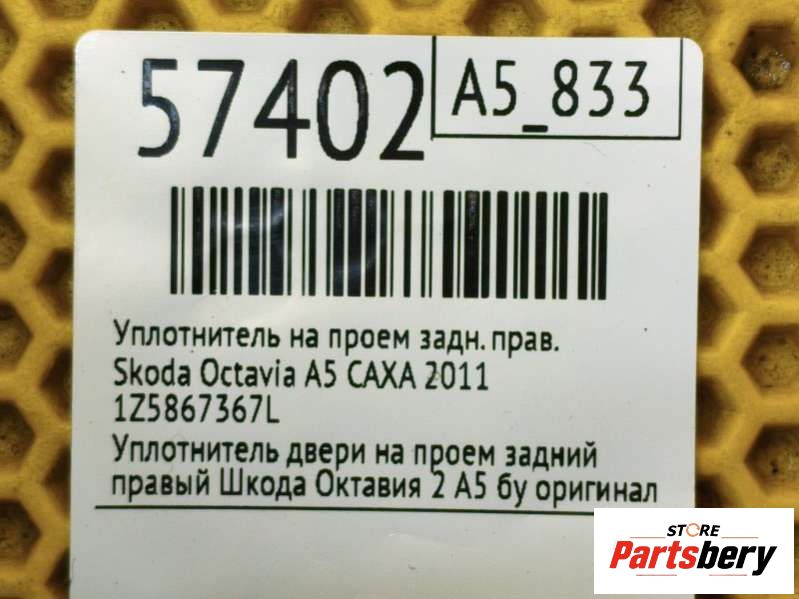 57402
A5_833
Уплотнитель на проем задн. прав.
Skoda Octavia A5 CAXA 2011
1Z5867367L
Уплотнитель двери на проем задний
правый Шкода Октавия 2 А5 бу оригинал
STORE
Partsbery